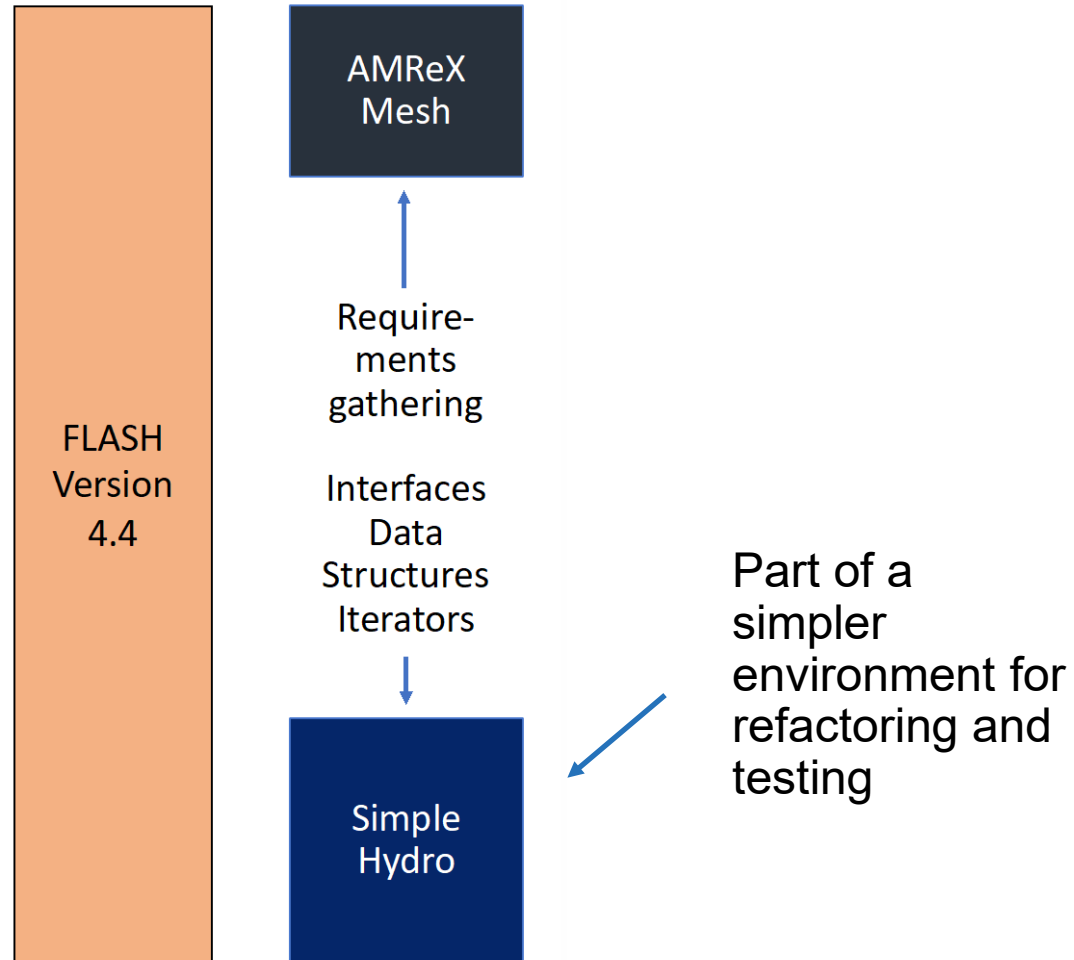 FLASH
Version
4.4
AMReX
Mesh
Require-
ments
gathering
Interfaces
Data
Structures
Iterators
Simple
Hydro
Part of a
simpler
environment for
refactoring and
testing